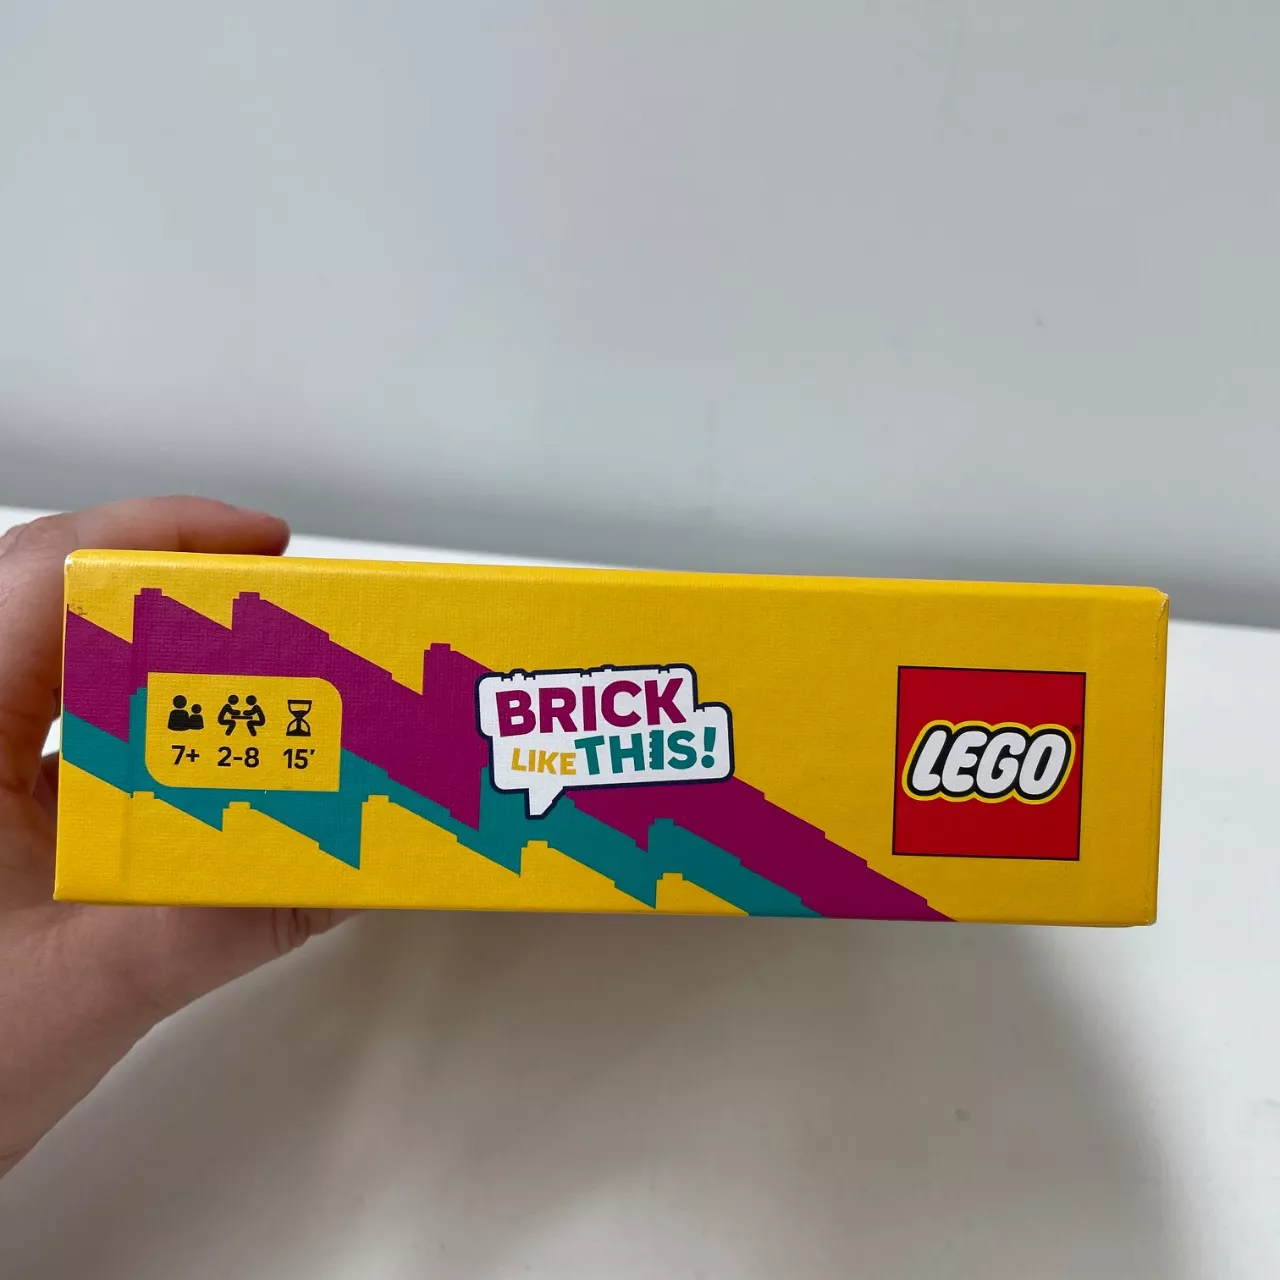 7+ 2-8 15'
BRICK
LIKE THIS!
LEGO